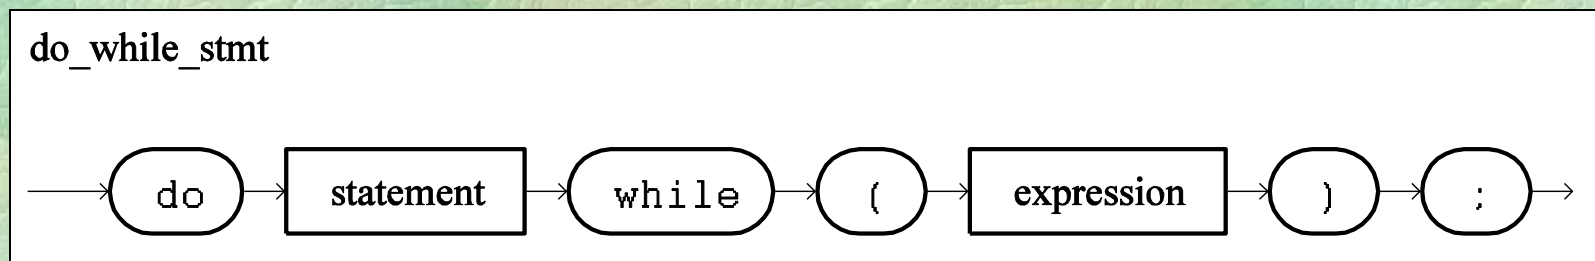 do_while_stmt
do statement while ( expression ) ;